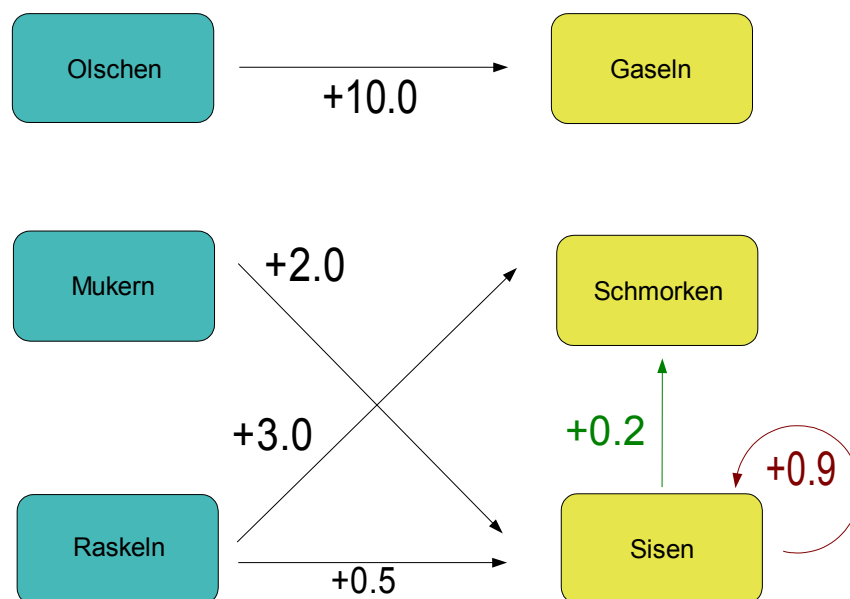 Olschen
+10.0
Gaseln
Mukern
+2.0
Schmorken
+3.0
+0.2
+0.9
Raskeln
+0.5
Sisen